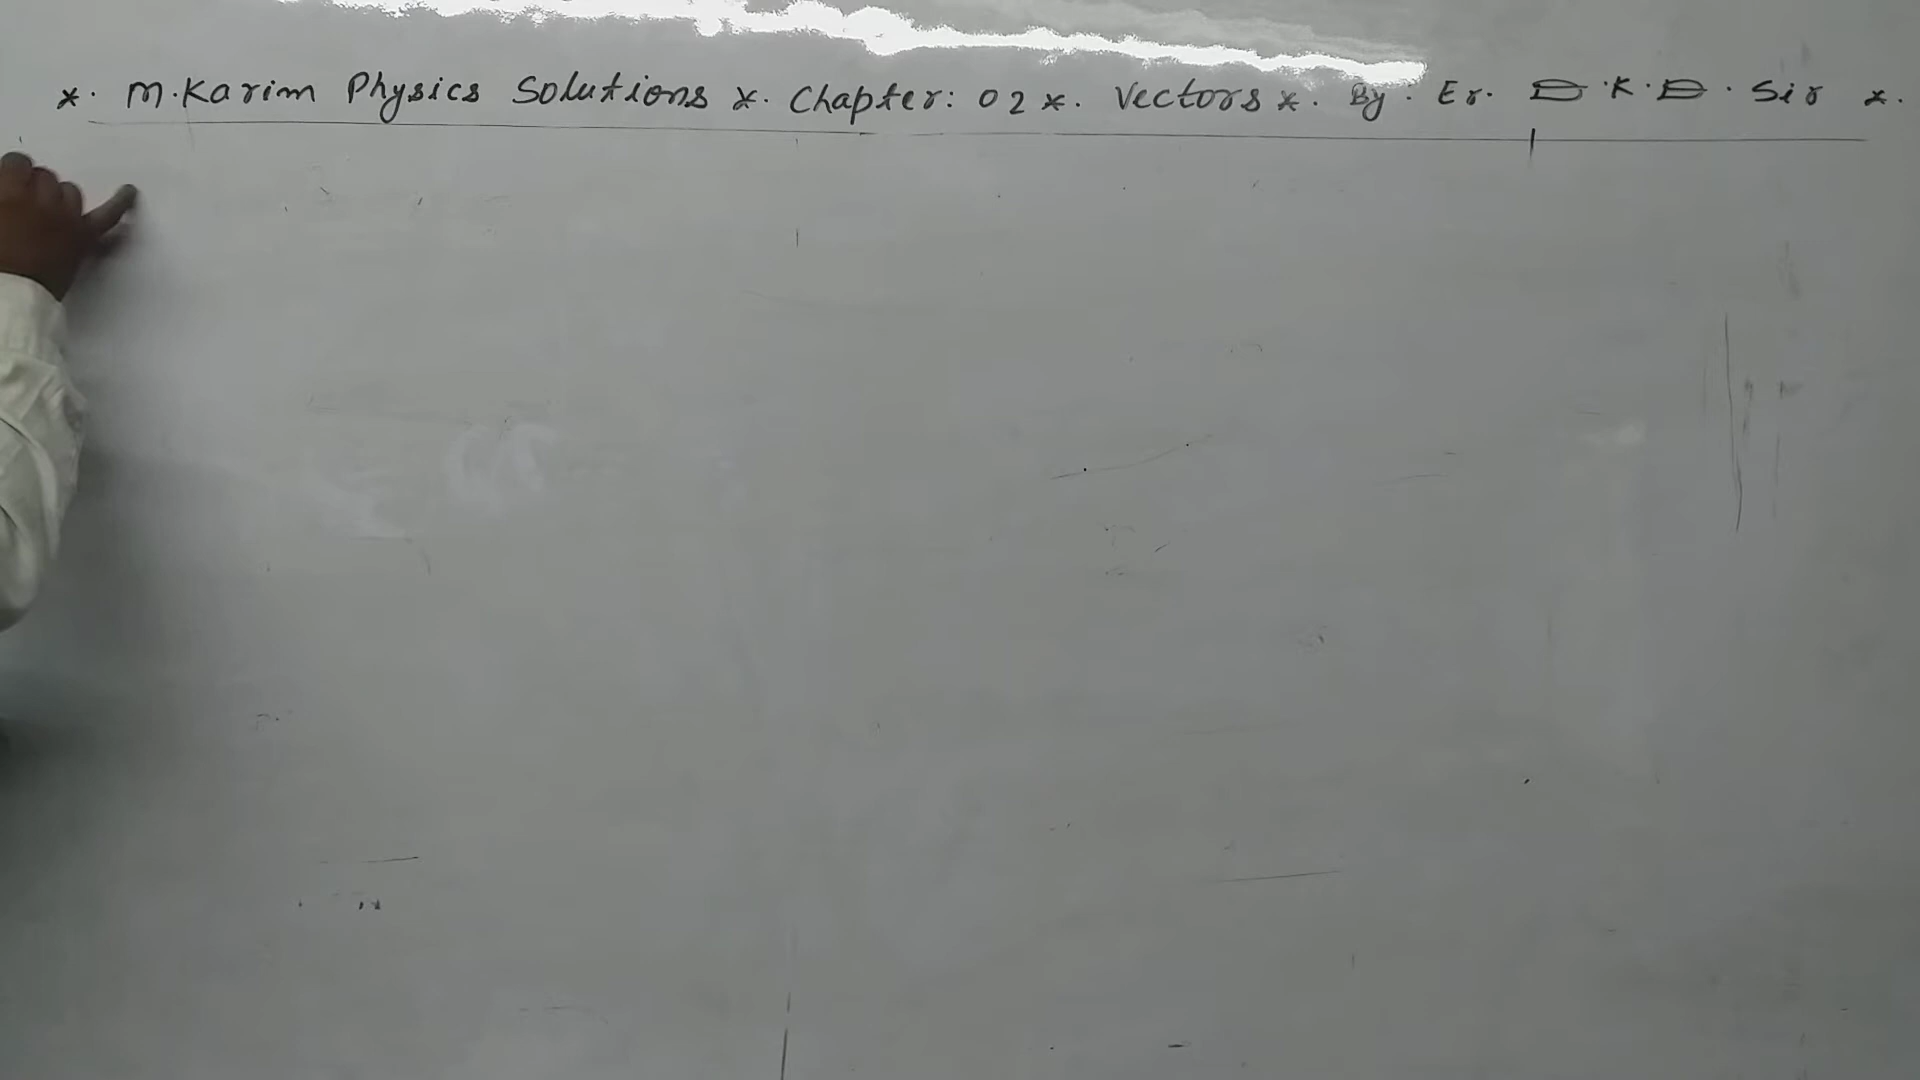 *. M.Karim Physics Solutions *. Chapter: 02 *. Vectors *. By: Er. D.K.D. Sir *.